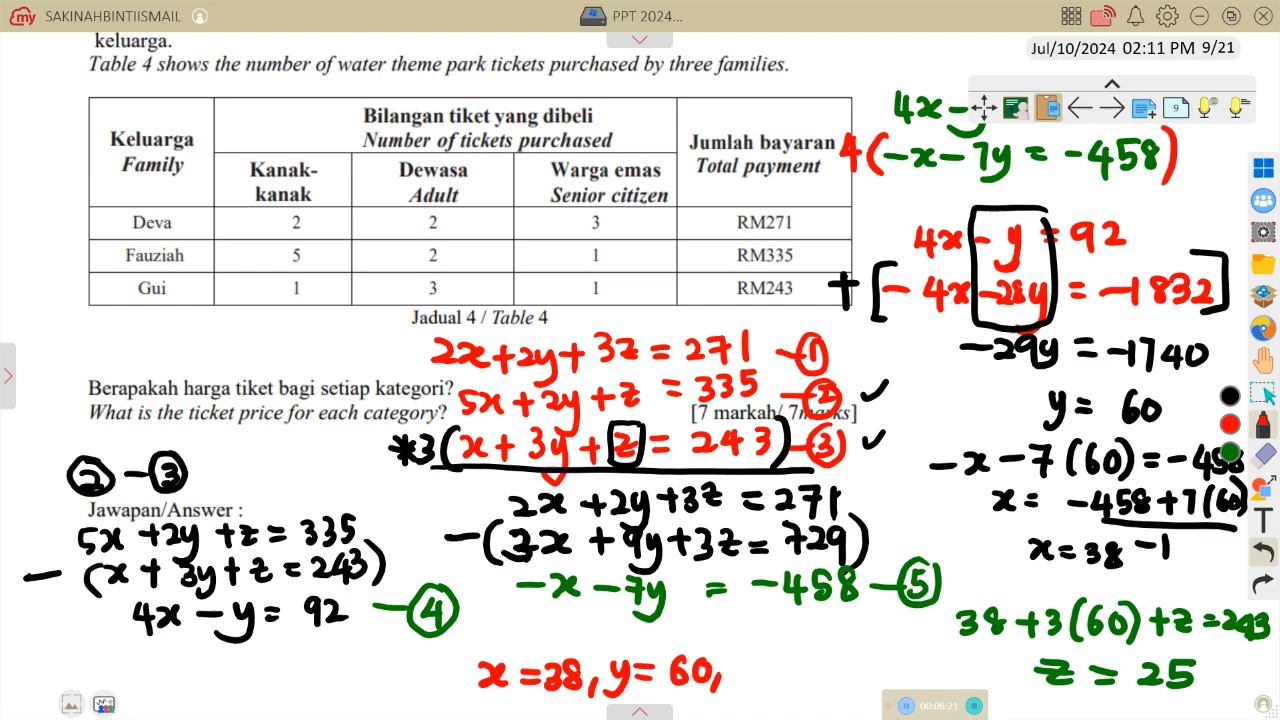 SAKINAHBINTIISMAIL
PPT 2024...
Jul/10/2024 02:11 PM 9/21
keluarga.
Table 4 shows the number of water theme park tickets purchased by three families.
Keluarga
Family
Bilangan tiket yang dibeli
Number of tickets purchased
Jumlah bayaran
Total payment
Kanak-
kanak
Dewasa
Adult
Warga emas
Senior citizen
Deva 2 2 3 RM271
Fauziah 5 2 1 RM335
Gui 1 3 1 RM243
Jadual 4 / Table 4
Berapakah harga tiket bagi setiap kategori?
What is the ticket price for each category?
[7 markah/ 7marks]
Jawapan/Answer :
2x+2y+3z=271 —①
5x+2y+z=335 —② ✓
*3(x+3y+z=243) —③ ✓
②—③
5x+2y+z=335
—(x+3y+z=243)
4x-y=92 —④
2x+2y+3z=271
—(3x+9y+3z=729)
-x-7y=-458 —⑤
4x-y
4(-x-7y=-458)
4x-y=92
+[-4x-28y=-1832]
-29y=-1740
y=60
-x-7(60)=-458
x=-458+7(60)
-1
x=38
38+3(60)+z=243
z=25
x=38, y=60,
9
00:06:21